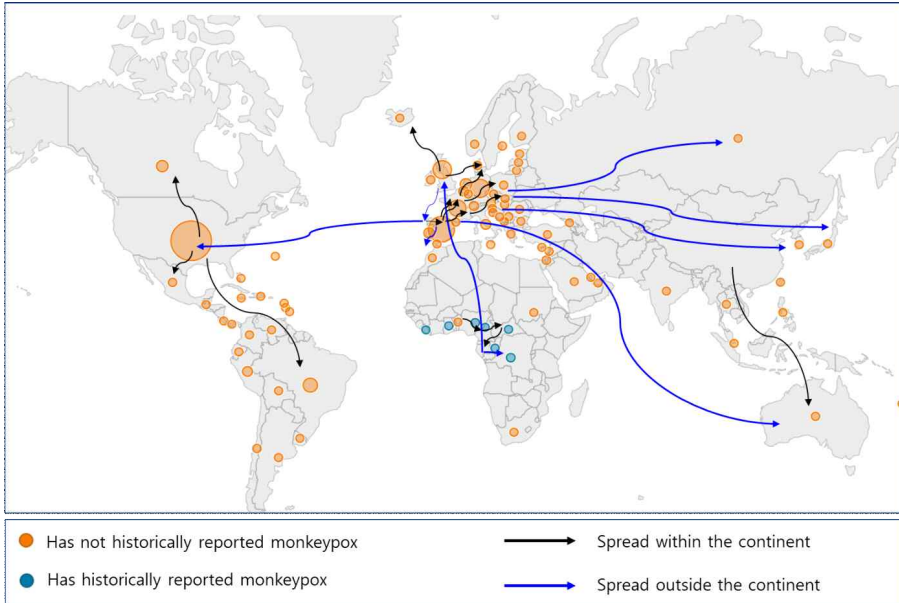 Has not historically reported monkeypox
Spread within the continent
Has historically reported monkeypox
Spread outside the continent